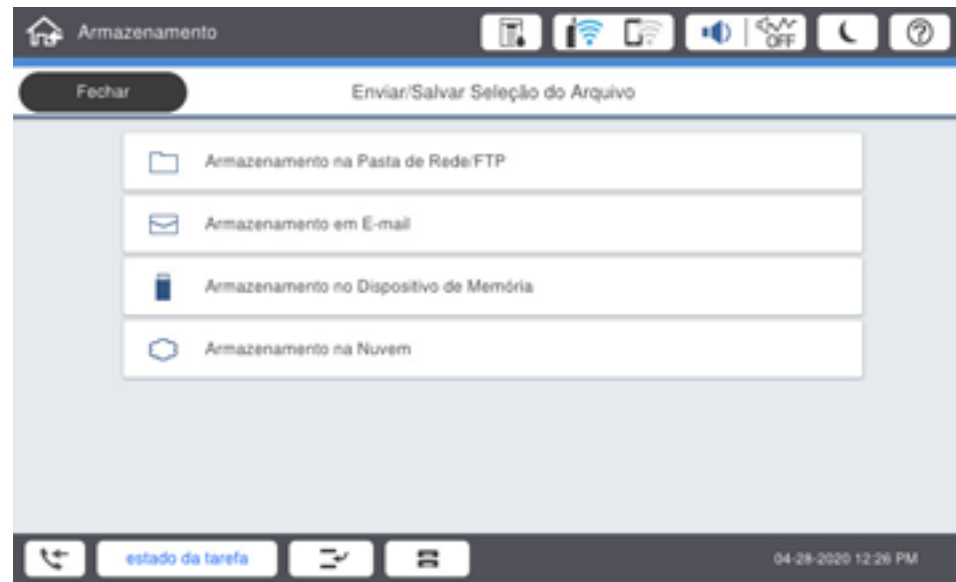 Armazenamento
OFF
Fechar
Enviar/Salvar Seleção do Arquivo
Armazenamento na Pasta de Rede/FTP
Armazenamento em E-mail
Armazenamento no Dispositivo de Memória
Armazenamento na Nuvem
estado da tarefa
04-28-2020 12:26 PM